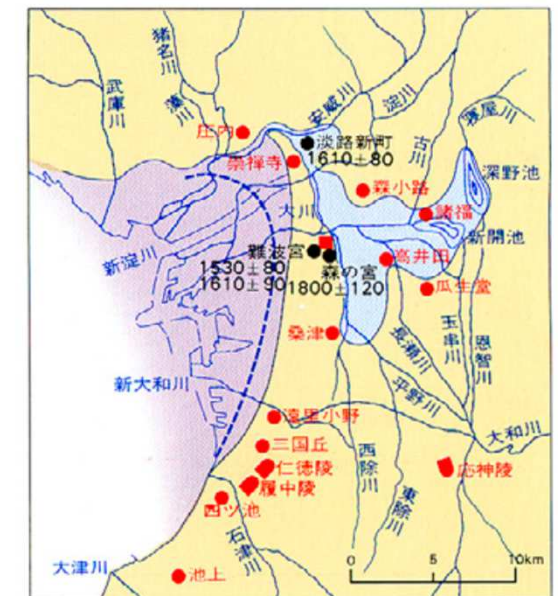 猪名川
武庫川
藻川
安威川
淀川
寝屋川
庄内
淡路新町
1610±80
崇禅寺
古川
深野池
森小路
大川
諸福
新開池
新淀川
難波宮
1530±80
1610±90
森の宮
1800±120
高井田
瓜生堂
桑津
長瀬川
玉串川
恩智川
新大和川
平野川
遠里小野
大和川
三国丘
仁徳陵
履中陵
西除川
東除川
応神陵
四ツ池
石津川
大津川
池上
0 5 10km